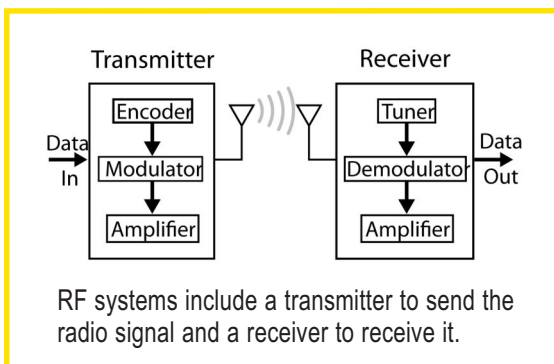 Transmitter
Receiver
Encoder
Modulator
Amplifier
Data
In
Tuner
Demodulator
Amplifier
Data
Out
RF systems include a transmitter to send the
radio signal and a receiver to receive it.